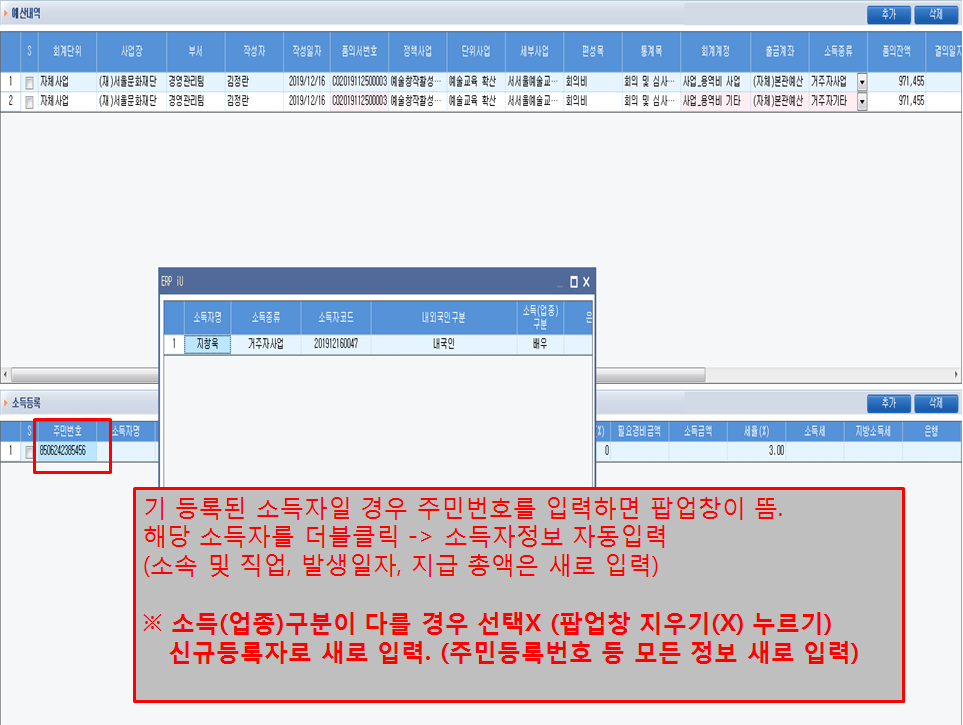 예산내역 추가 삭제
S 회계단위 사업장 부서 작성자 작성일자 품의서번호 정책사업 단위사업 세부사업 편성목 통계목 회계계정 출금계좌 소득종류 품의잔액 결의일자
1 자체사업 (재)서울문화재단 경영관리팀 김정란 2019/12/16 C02019112500003 예술창작활성… 예술교육 확산 서서울예술교… 회의비 회의 및 심사… 사업_용역비 사업 (자체)본관예산 거주자사업 971,455
2 자체사업 (재)서울문화재단 경영관리팀 김정란 2019/12/16 C02019112500003 예술창작활성… 예술교육 확산 서서울예술교… 회의비 회의 및 심사… 사업_용역비 기타 (자체)본관예산 거주자기타 971,455
ERP iU
소득자명 소득종류 소득자코드 내외국인구분 소득(업종)
구분 은
1 지창욱 거주자사업 201912160047 내국인 배우
소득등록 추가 삭제
S 주민번호 소득자명 %) 필요경비금액 소득금액 세율(%) 소득세 지방소득세 은행
1 8506242385456 0 3.00
기 등록된 소득자일 경우 주민번호를 입력하면 팝업창이 뜸.
해당 소득자를 더블클릭 -> 소득자정보 자동입력
(소속 및 직업, 발생일자, 지급 총액은 새로 입력)
※ 소득(업종)구분이 다를 경우 선택X (팝업창 지우기(X) 누르기)
신규등록자로 새로 입력. (주민등록번호 등 모든 정보 새로 입력)